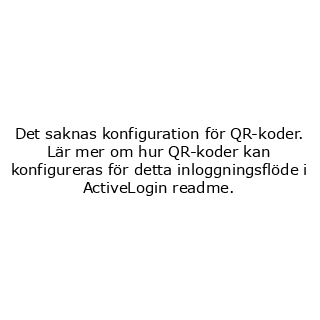 Det saknas konfiguration för QR-koder.
Lär mer om hur QR-koder kan
konfigureras för detta inloggningsflöde i
ActiveLogin readme.